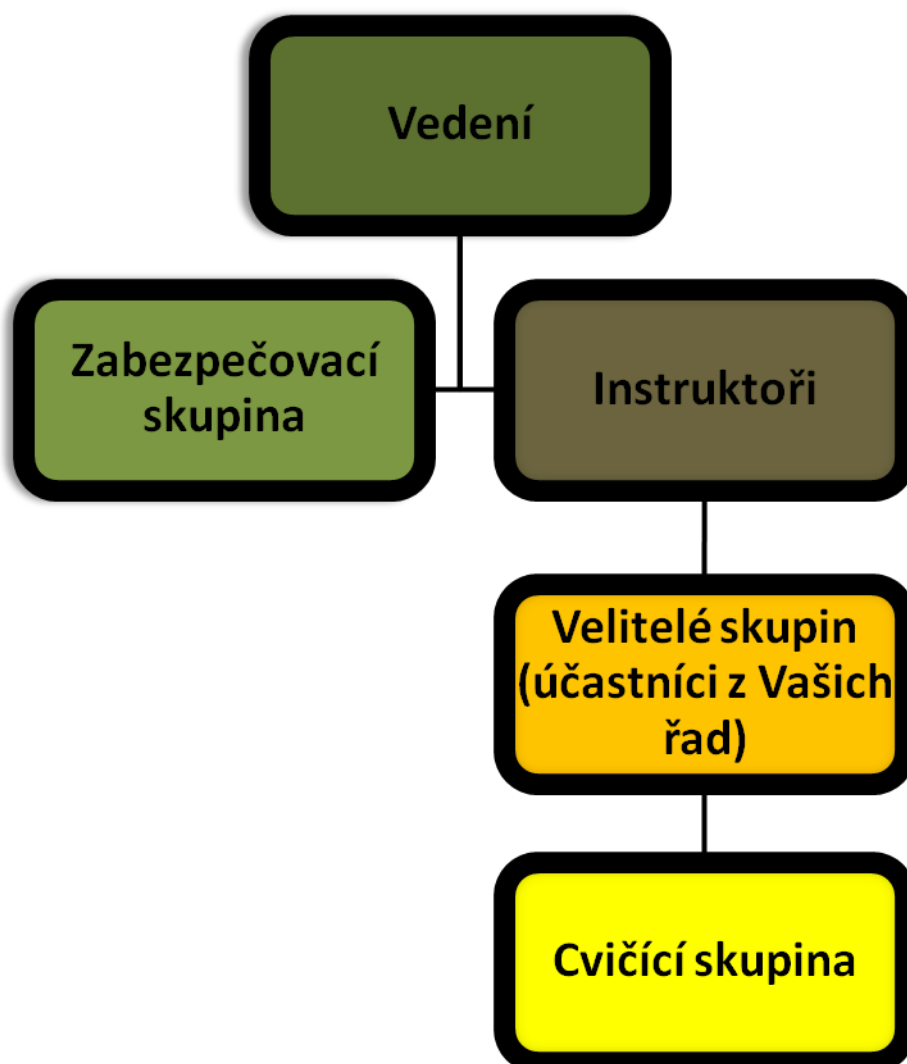 Vedení
Zabezpečovací
skupina
Instruktoři
Velitelé skupin
(účastníci z Vašich
řad)
Cvičící skupina